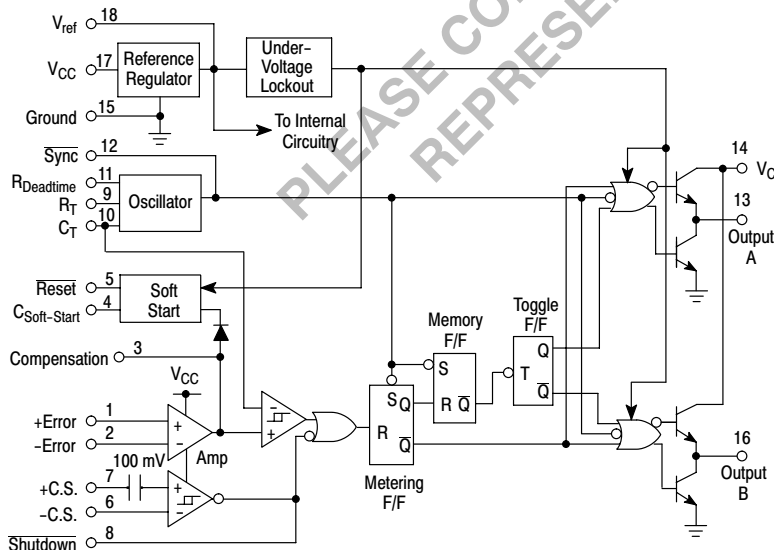 PLEASE CO
REPRESE
Vref 18
VCC 17
Reference
Regulator
Under-
Voltage
Lockout
Ground 15
To Internal
Circuitry
Sync 12
RDeadtime 11
RT 9
CT 10
Oscillator
14
VC
13
Output
A
Reset 5
CSoft-Start 4
Soft
Start
Memory
F/F
Toggle
F/F
Compensation 3
VCC
S
R Q
T
Q
Q
+Error 1
-Error 2
+
-
Amp
-
+
S Q
R
Q
Metering
F/F
100 mV
+C.S. 7
-C.S. 6
+
-
Shutdown 8
16
Output
B